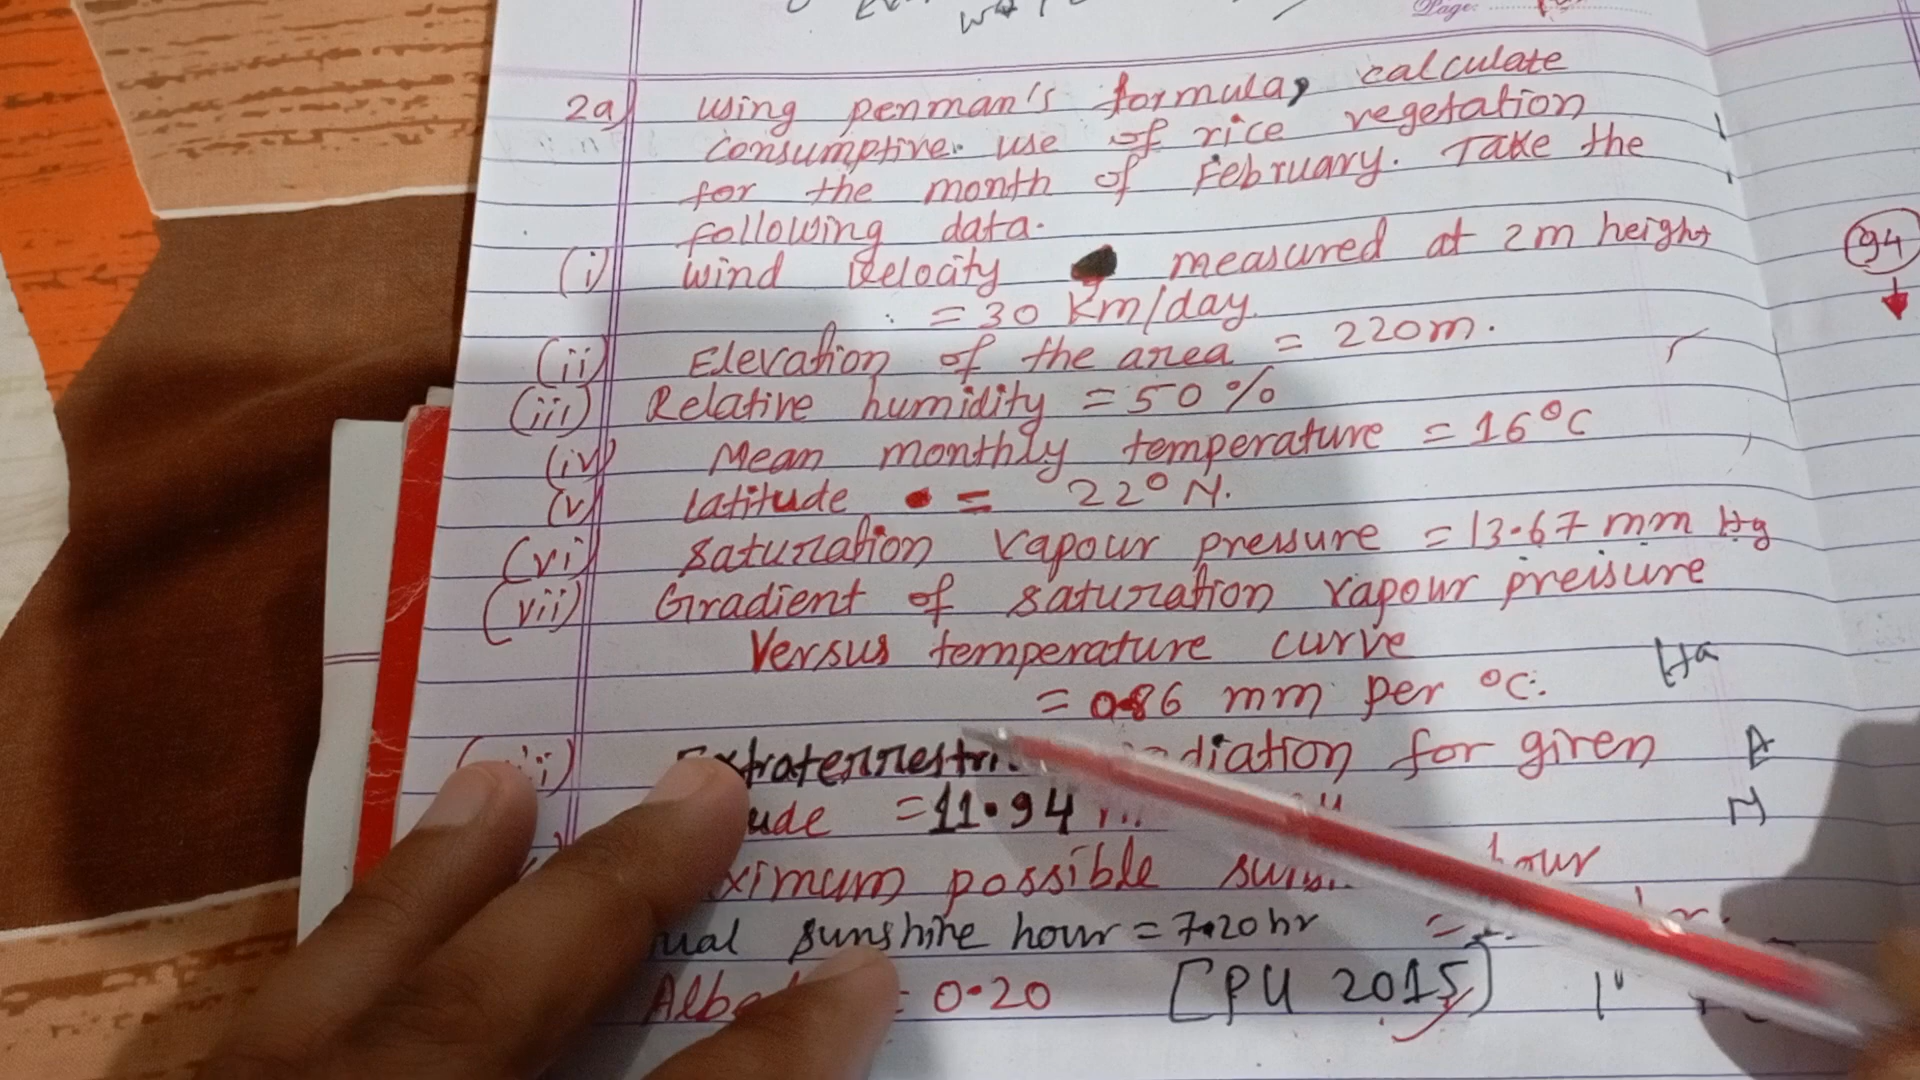 Page:
2a) Using penman's formula, calculate
consumptive use of rice vegetation
for the month of February. Take the
following data.
(i) wind velocity measured at 2m height
= 30 Km/day.
94
(ii) Elevation of the area = 220m.
(iii) Relative humidity = 50%
(iv) Mean monthly temperature = 16°C
(v) latitude = 22° N.
(vi) saturation vapour pressure = 13.67 mm Hg
(vii) Gradient of saturation vapour pressure
Versus temperature curve
= 0.86 mm per °C.
for given
= 11.94
possible hour
sunshine hour = 7.20 hr
= 0.20 [PU 2015]